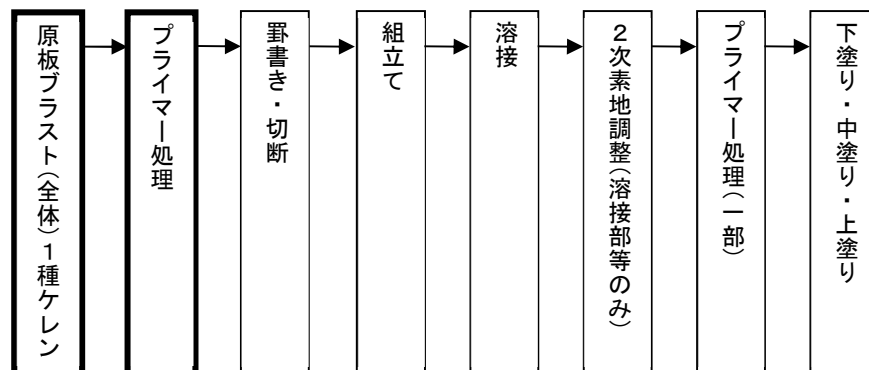 原板ブラスト(全体)1種ケレン
プライマー処理
罫書き・切断
組立て
溶接
２次素地調整(溶接部等のみ)
プライマー処理(一部)
下塗り・中塗り・上塗り